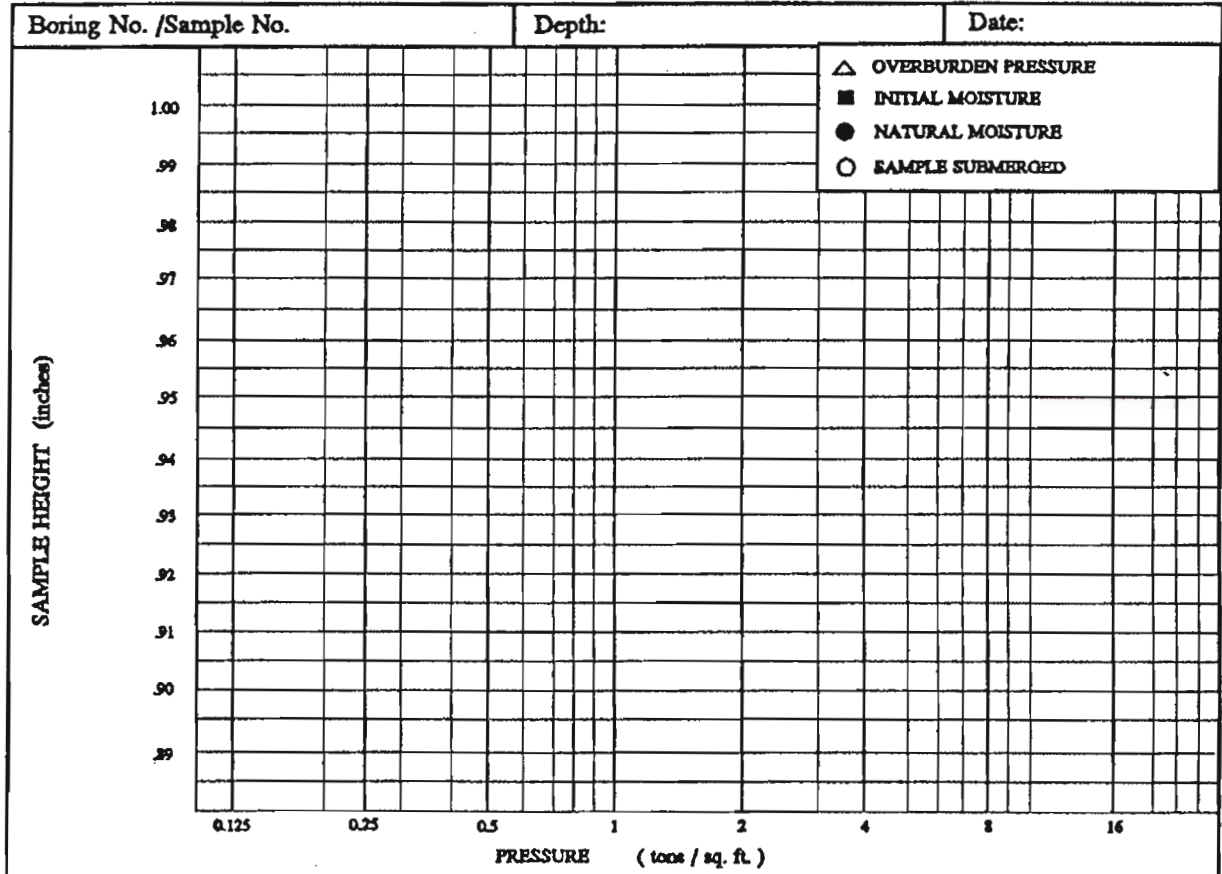 Boring No. /Sample No.
Depth:
Date:
OVERBURDEN PRESSURE
INITIAL MOISTURE
NATURAL MOISTURE
SAMPLE SUBMERGED
1.00
.99
.98
.97
.96
.95
.94
.93
.92
.91
.90
.89
SAMPLE HEIGHT (inches)
0.125 0.25 0.5 1 2 4 8 16
PRESSURE ( tons / sq. ft. )